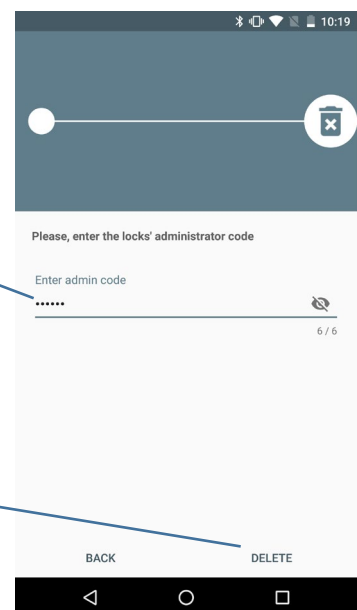 10:19
Please, enter the locks' administrator code
Enter admin code
••••••
6 / 6
BACK DELETE